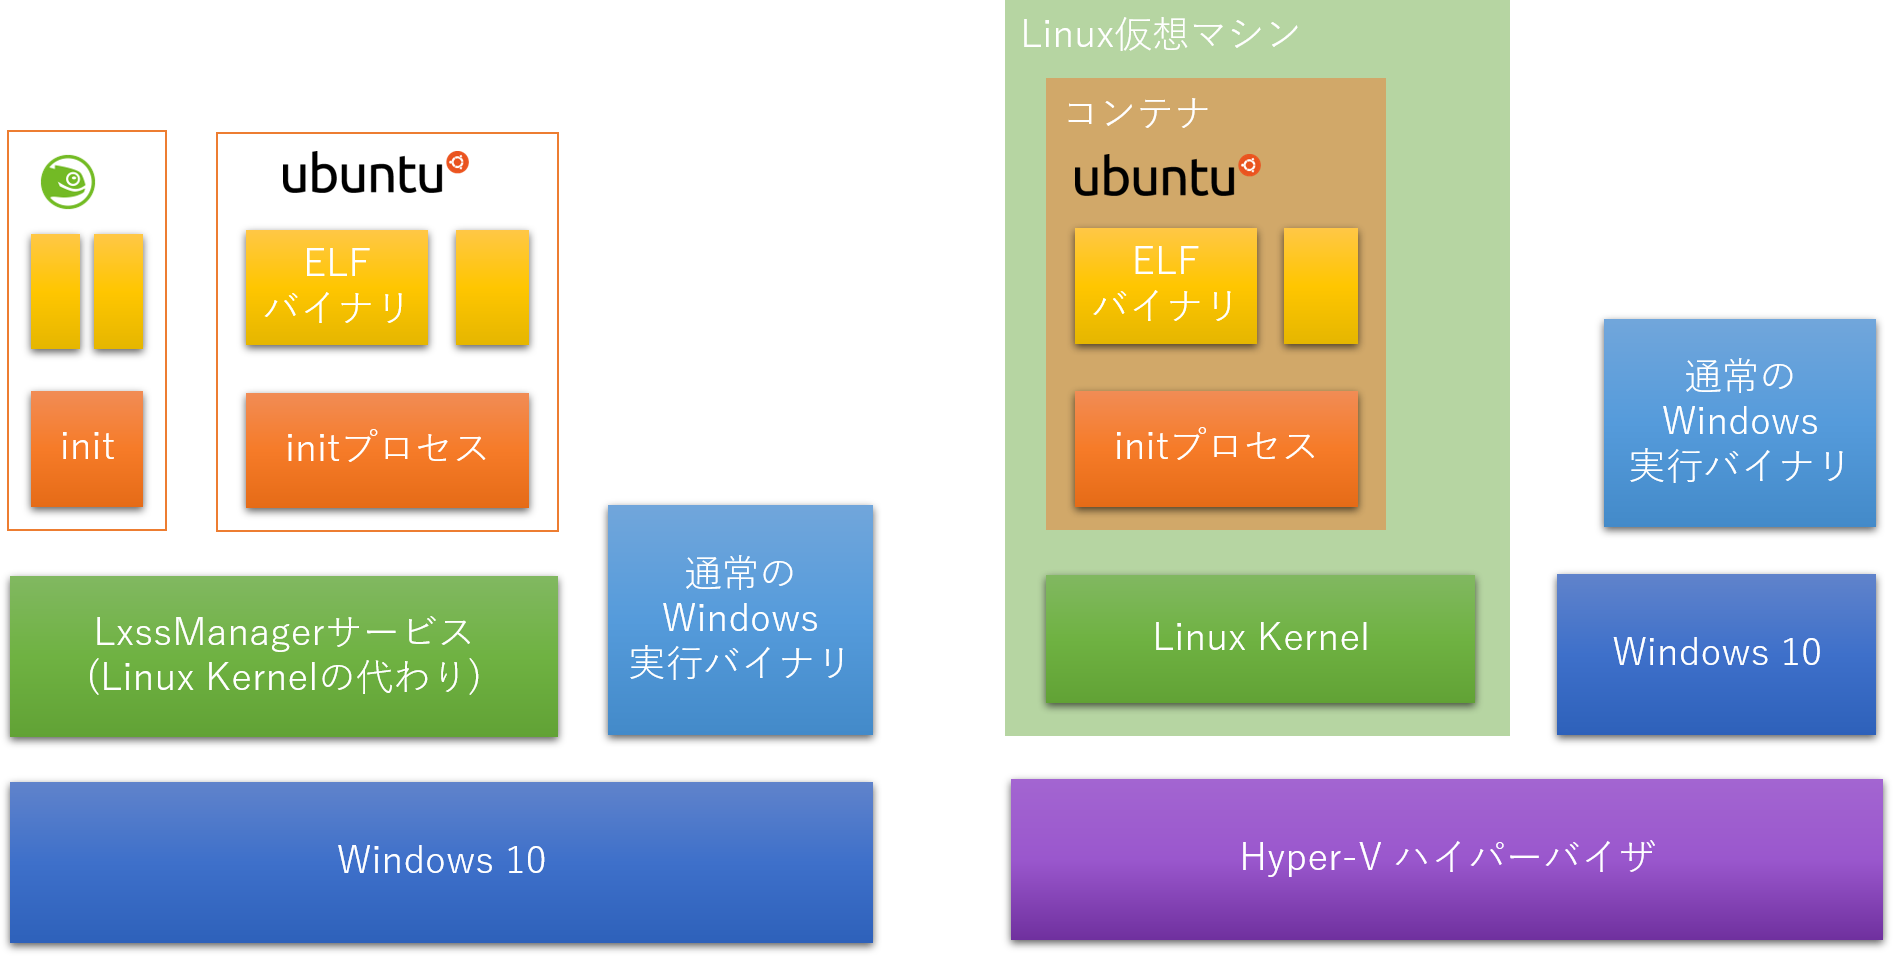 ubuntu
ELF
バイナリ
init
initプロセス
LxssManagerサービス
(Linux Kernelの代わり)
通常の
Windows
実行バイナリ
Windows 10
Linux仮想マシン
コンテナ
ubuntu
ELF
バイナリ
initプロセス
Linux Kernel
通常の
Windows
実行バイナリ
Windows 10
Hyper-V ハイパーバイザ